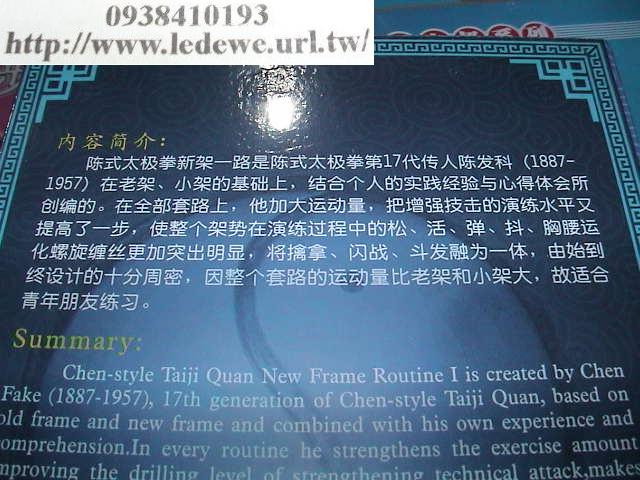 0938410193
http://www.ledewe.url.tw/
内容简介:
陈式太极拳新架一路是陈式太极拳第17代传人陈发科（1887-
1957）在老架、小架的基础上，结合个人的实践经验与心得体会所
创编的。在全部套路上，他加大运动量，把增强技击的演练水平又
提高了一步，使整个架势在演练过程中的松、活、弹、抖、胸腰运
化螺旋缠丝更加突出明显，将擒拿、闪战、斗发融为一体，由始到
终设计的十分周密，因整个套路的运动量比老架和小架大，故适合
青年朋友练习。
Summary:
Chen-style Taiji Quan New Frame Routine I is created by Chen
Fake (1887-1957), 17th generation of Chen-style Taiji Quan, based on
old frame and new frame and combined with his own experience and
comprehension.In every routine he strengthens the exercise amount
improving the drilling level of strengthening technical attack,makes